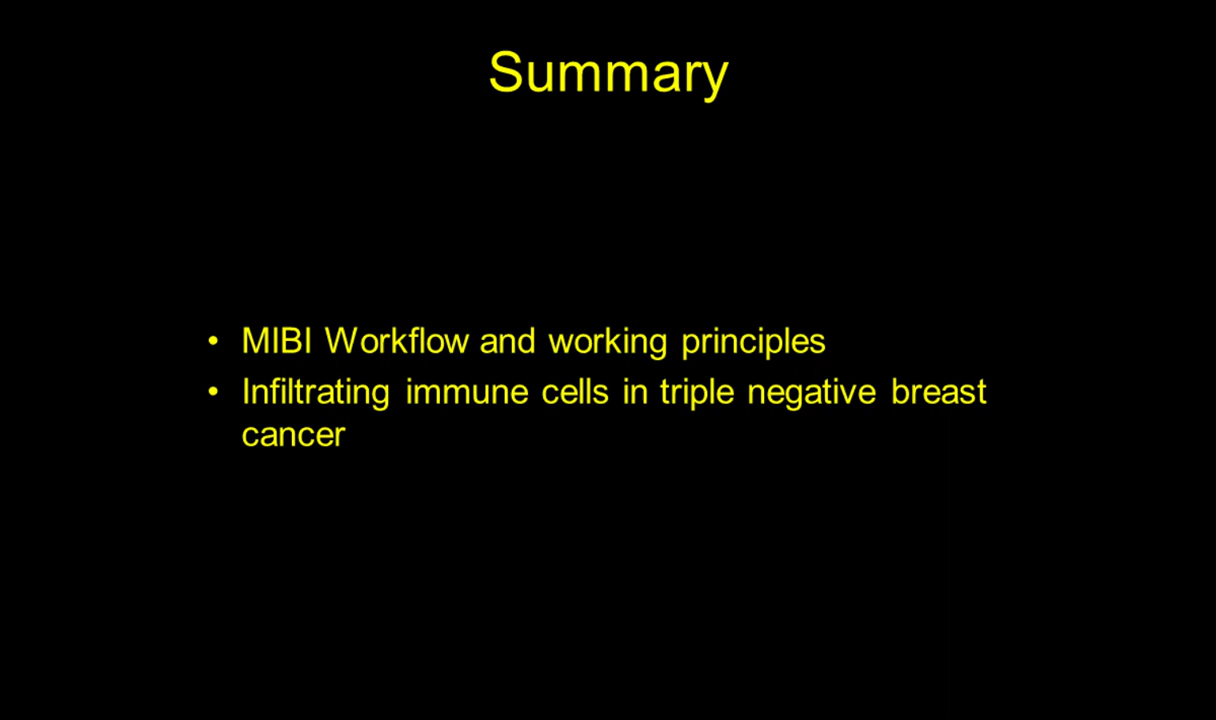 Summary
• MIBI Workflow and working principles
• Infiltrating immune cells in triple negative breast
cancer